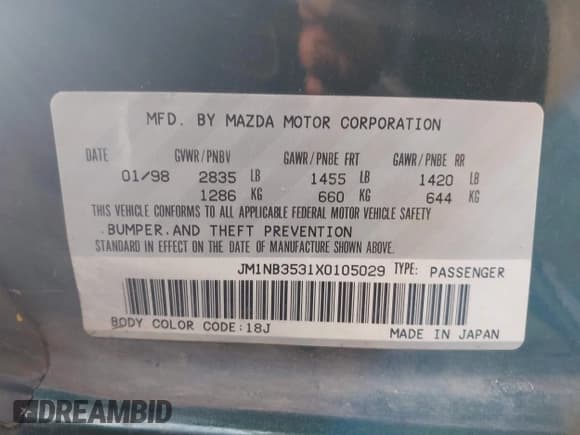 MFD. BY MAZDA MOTOR CORPORATION
DATE GVWR/PNBV GAWR/PNBE FRT GAWR/PNBE RR
01/98 2835 LB 1455 LB 1420 LB
1286 KG 660 KG 644 KG
THIS VEHICLE CONFORMS TO ALL APPLICABLE FEDERAL MOTOR VEHICLE SAFETY
BUMPER.AND THEFT PREVENTION
STANDARD IN EFFECT ON THE DATE OF MANUFACTURE SHOWN ABOVE.
JM1NB3531X0105029 TYPE: PASSENGER
BODY COLOR CODE:18J MADE IN JAPAN
DREAMBID